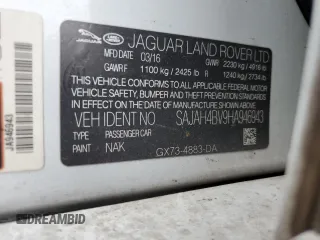 JAGUAR LAND ROVER LTD
MFD 03/16 GVWR 2230 kg / 4916 lb
GAWR F 1100 kg / 2425 lb R 1240 kg / 2734 lb
THIS VEHICLE CONFORMS TO ALL APPLICABLE
FEDERAL MOTOR VEHICLE SAFETY, BUMPER
AND THEFT PREVENTION STANDARDS IN EFFECT ON
THE DATE OF MANUFACTURE SHOWN ABOVE.
VEH IDENT NO SAJAH4BV9HA946943
TYPE PASSENGER CAR
PAINT NAK
GX73-4883-DA
JA946943